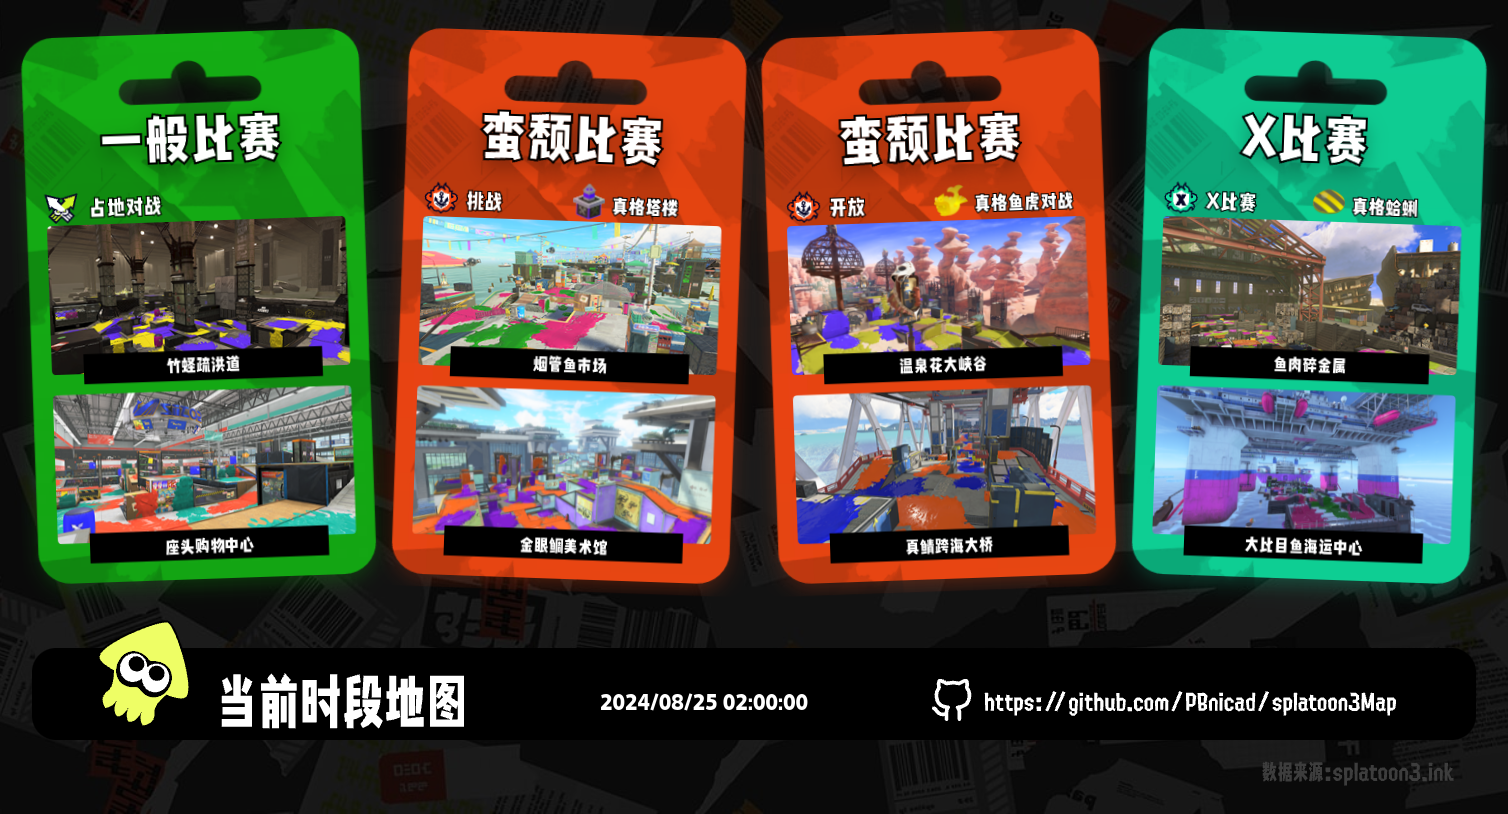 一般比赛
占地对战
竹蛏疏洪道
座头购物中心
蛮颓比赛
挑战
真格塔楼
烟管鱼市场
金眼鲷美术馆
蛮颓比赛
开放
真格鱼虎对战
温泉花大峡谷
真鲭跨海大桥
X比赛
X比赛
真格蛤蜊
鱼肉碎金属
大比目鱼海运中心
当前时段地图
2024/08/25 02:00:00
https://github.com/PBnicad/splatoon3Map
数据来源:splatoon3.ink